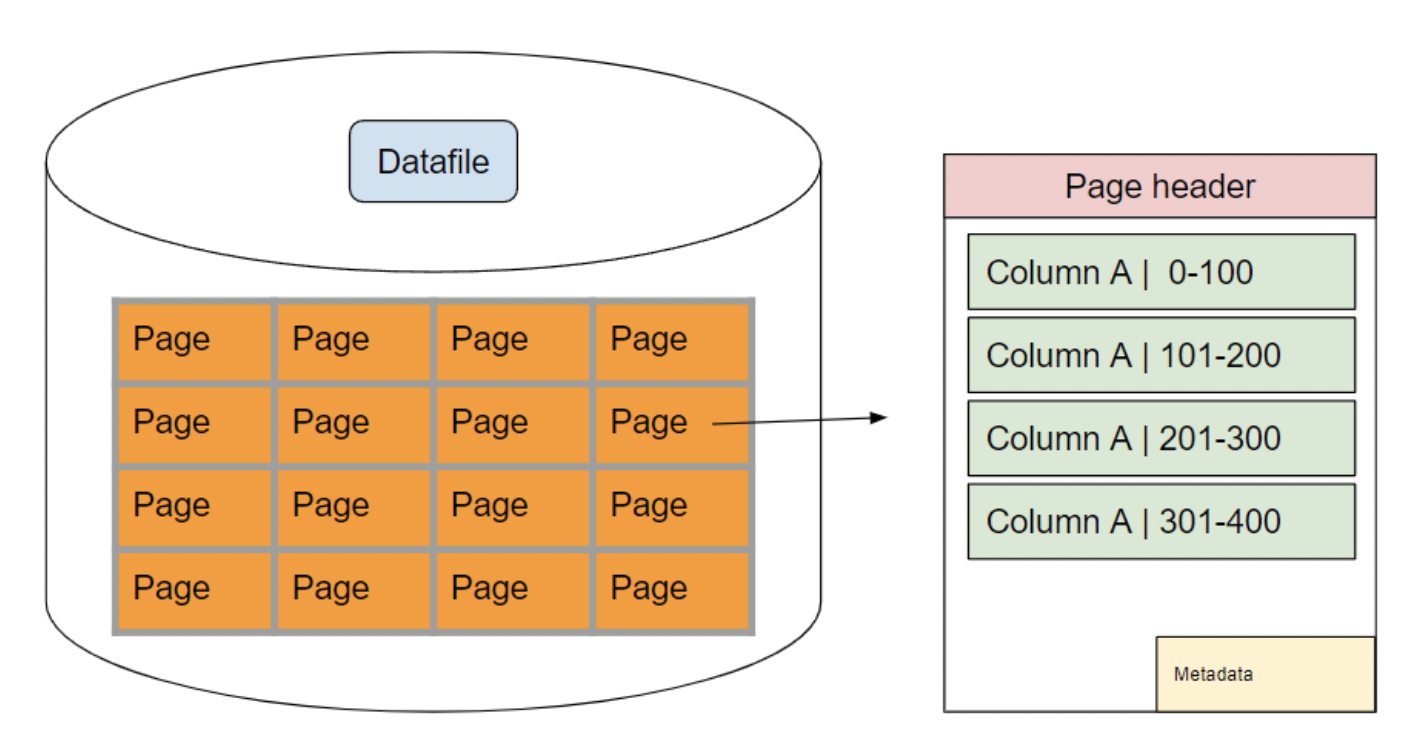 Datafile
Page Page Page Page
Page Page Page Page
Page Page Page Page
Page Page Page Page
Page header
Column A |  0-100
Column A | 101-200
Column A | 201-300
Column A | 301-400
Metadata